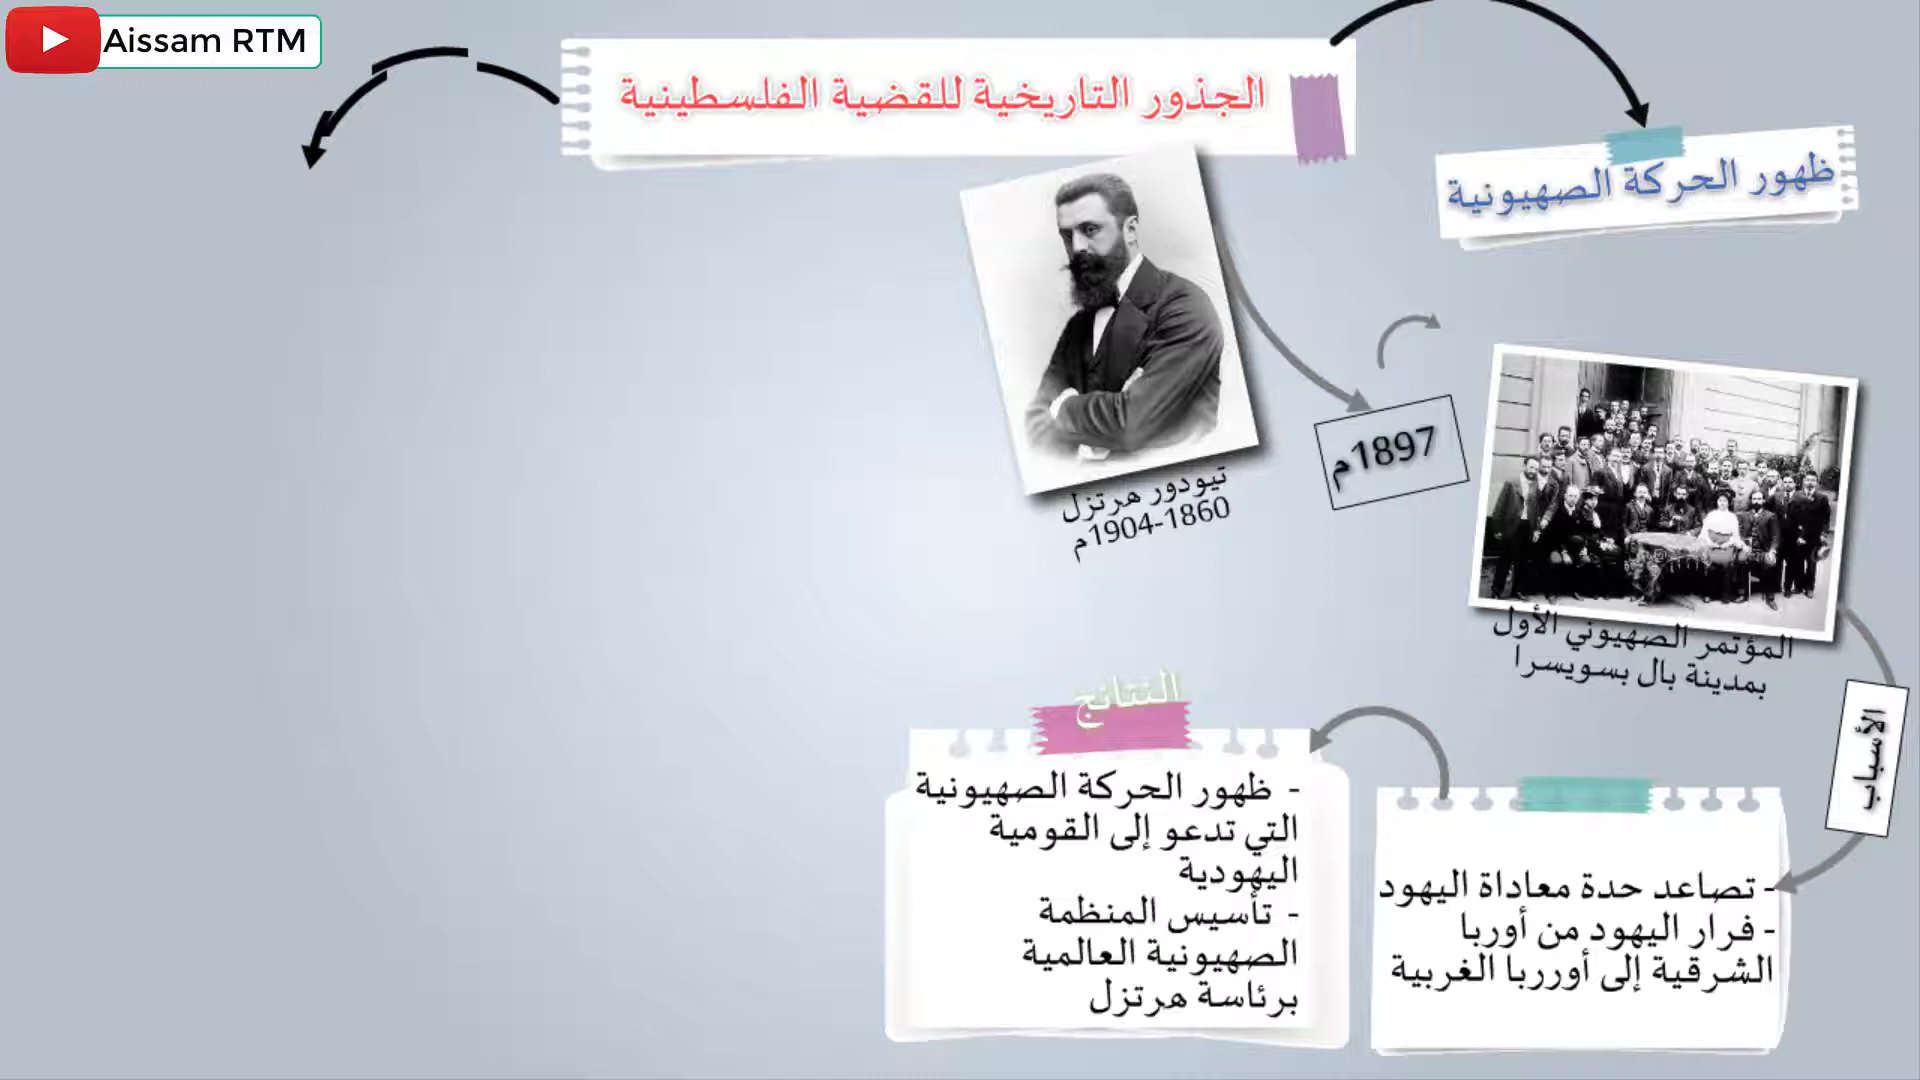 Aissam RTM
الجذور التاريخية للقضية الفلسطينية
ظهور الحركة الصهيونية
تيودور هرتزل
1860-1904م
1897م
المؤتمر الصهيوني الأول
بمدينة بال بسويسرا
الأسباب
- تصاعد حدة معاداة اليهود
- فرار اليهود من أوربا
الشرقية إلى أورربا الغربية
النتائج
- ظهور الحركة الصهيونية
التي تدعو إلى القومية
اليهودية
- تأسيس المنظمة
الصهيونية العالمية
برئاسة هرتزل